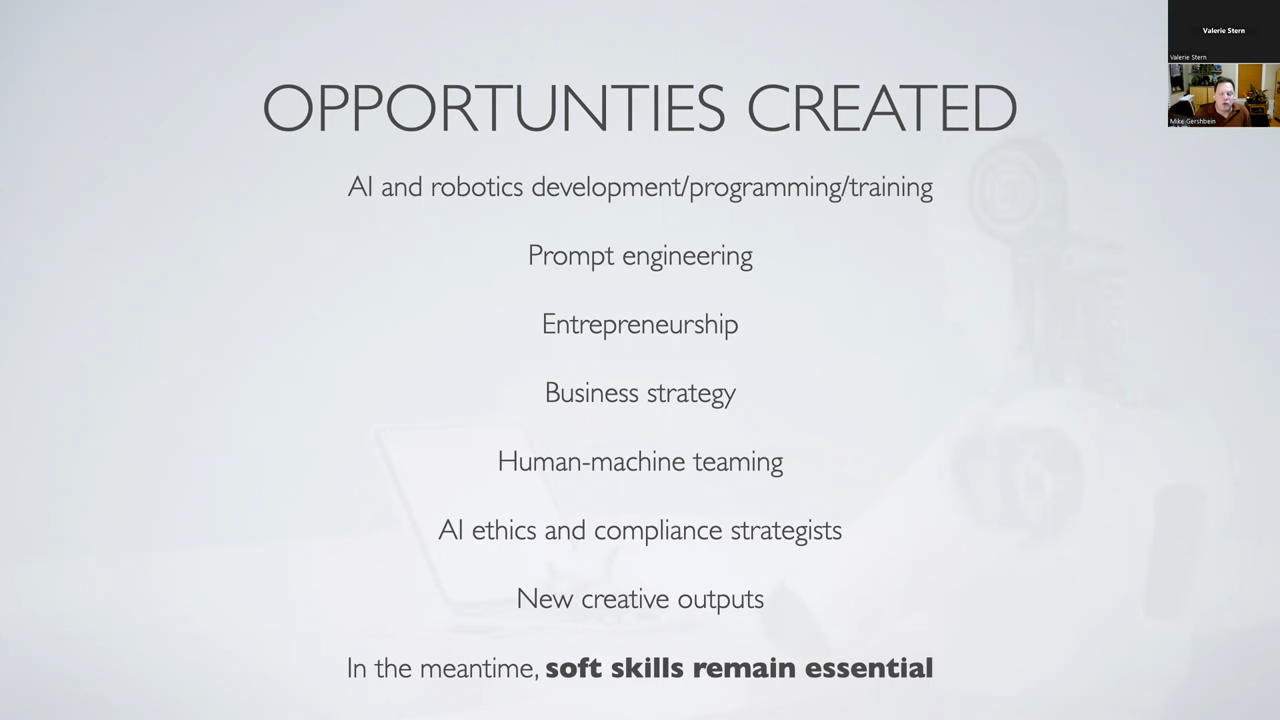 OPPORTUNTIES CREATED
AI and robotics development/programming/training
Prompt engineering
Entrepreneurship
Business strategy
Human-machine teaming
AI ethics and compliance strategists
New creative outputs
In the meantime, soft skills remain essential
Valerie Stern
Valerie Stern
Mike Gershbein